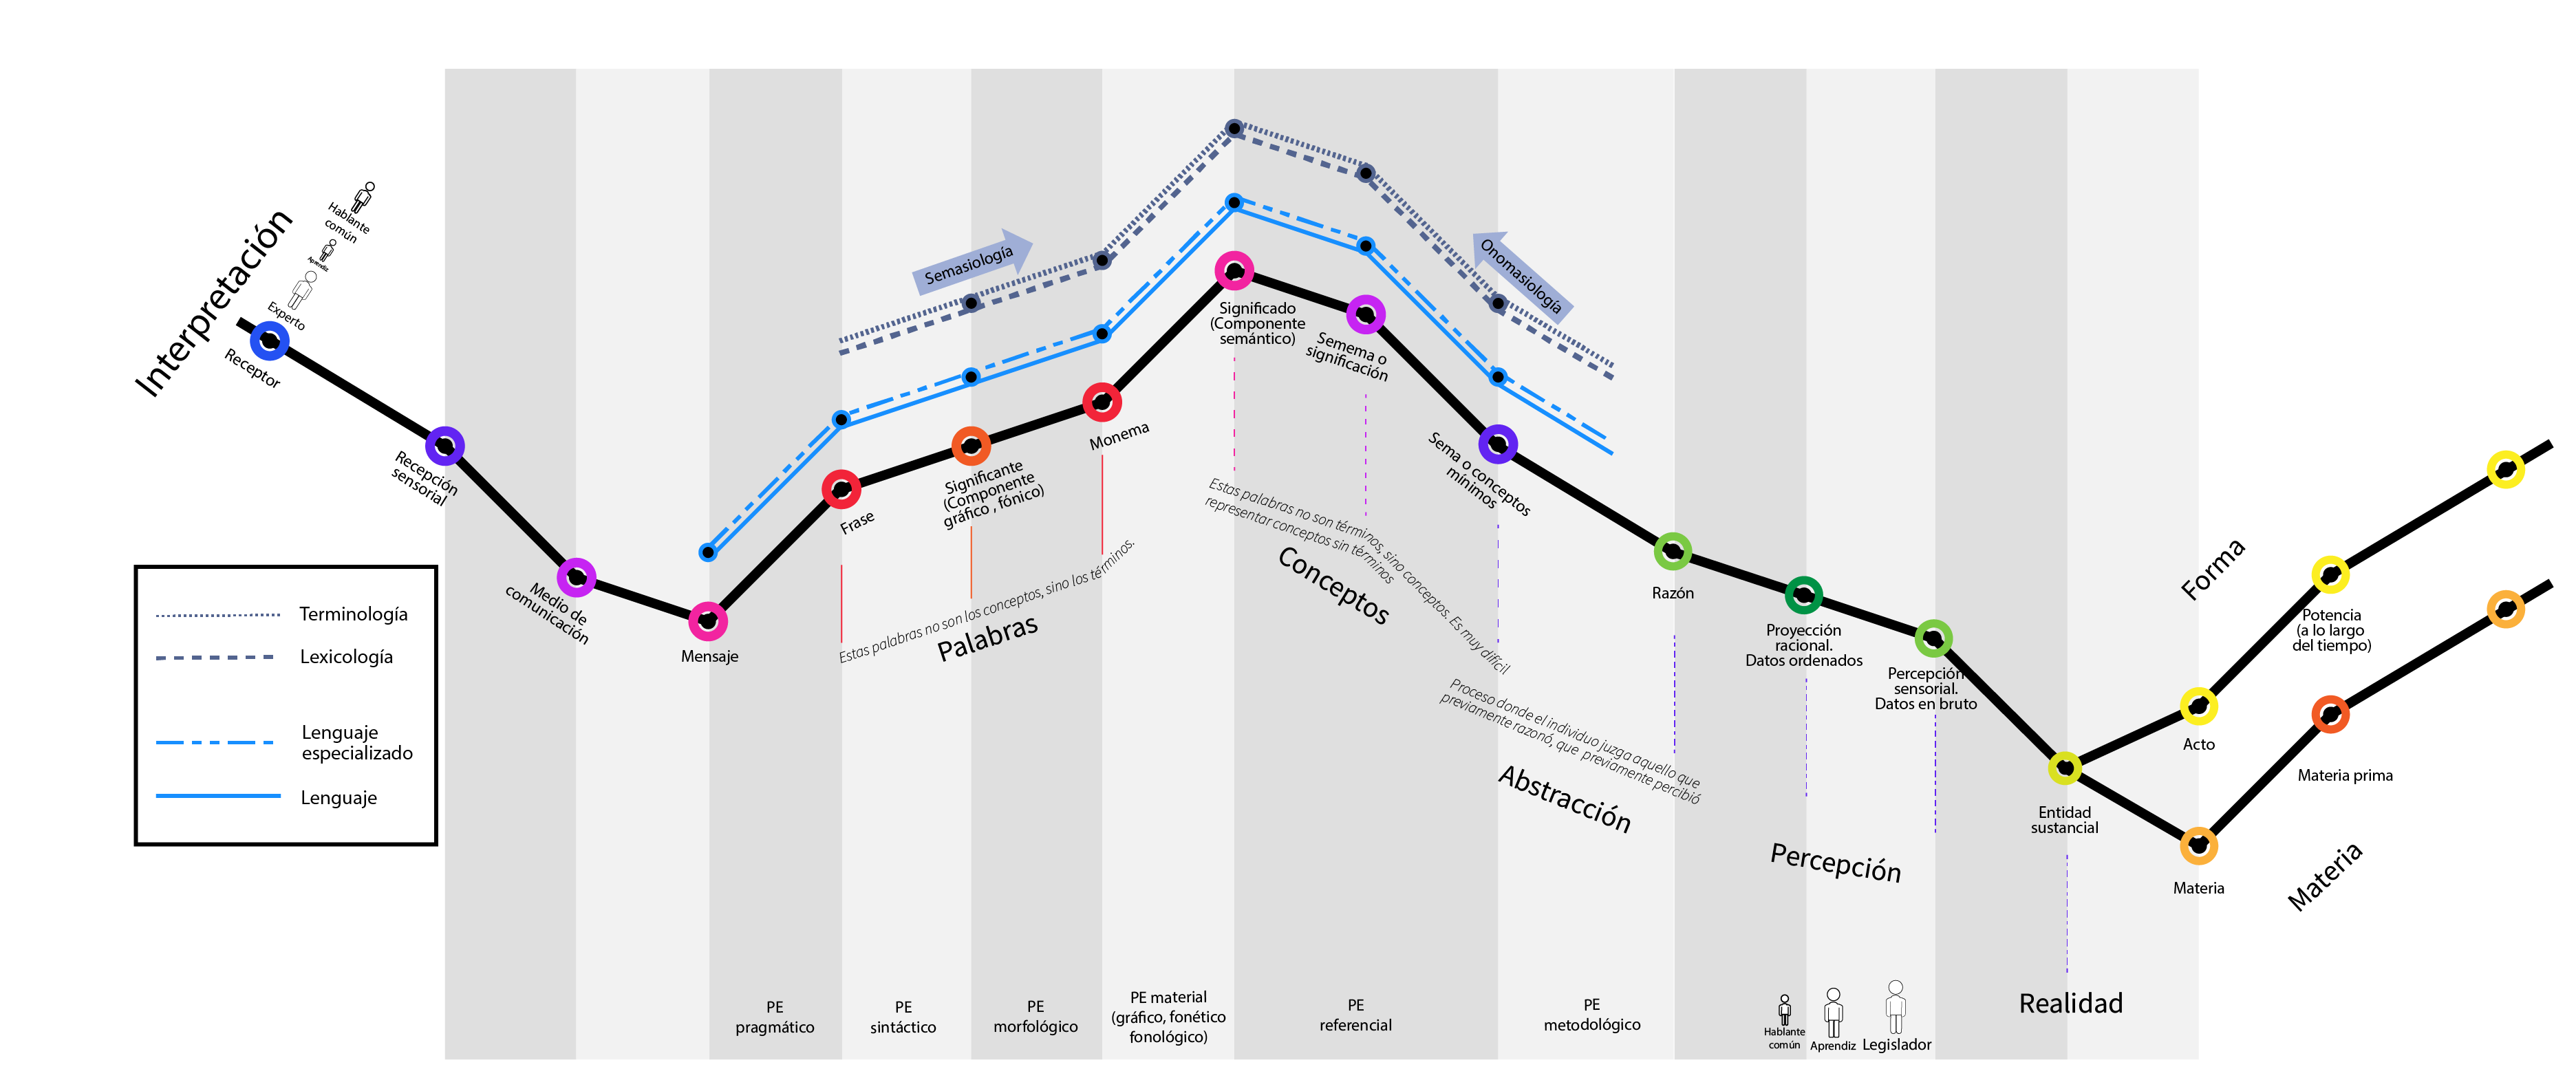 Interpretación
Hablante
común
Aprendiz
Experto
Receptor
Recepción
sensorial
Medio de
comunicación
Mensaje
Frase
Significante
(Componente
gráfico , fónico)
Monema
Semasiología
Onomasiología
Significado
(Componente
semántico)
Semema o
significación
Sema o conceptos
mínimos
Estas palabras no son los conceptos, sino los términos.
Palabras
Estas palabras no son términos, sino conceptos. Es muy difícil
representar conceptos sin términos
Conceptos
Proceso donde el individuo juzga aquello que
previamente razonó, que previamente percibió
Abstracción
Razón
Proyección
racional.
Datos ordenados
Percepción
sensorial.
Datos en bruto
Percepción
Entidad
sustancial
Forma
Acto
Potencia
(a lo largo
del tiempo)
Materia prima
Materia
Materia
Terminología
Lexicología
Lenguaje
especializado
Lenguaje
PE
pragmático
PE
sintáctico
PE
morfológico
PE material
(gráfico, fonético
fonológico)
PE
referencial
PE
metodológico
Hablante
común
Aprendiz
Legislador
Realidad